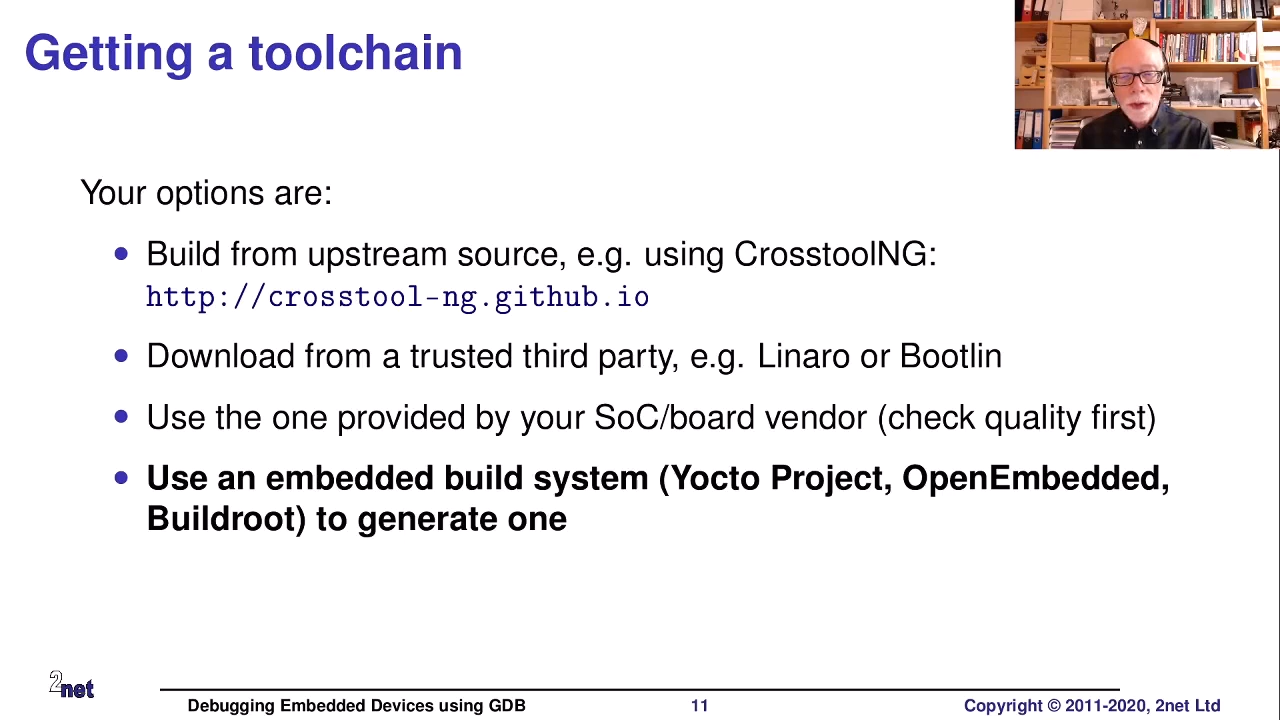 Getting a toolchain
Your options are:
Build from upstream source, e.g. using CrosstoolNG:
http://crosstool-ng.github.io
Download from a trusted third party, e.g. Linaro or Bootlin
Use the one provided by your SoC/board vendor (check quality first)
Use an embedded build system (Yocto Project, OpenEmbedded,
Buildroot) to generate one
2net
Debugging Embedded Devices using GDB
11
Copyright © 2011-2020, 2net Ltd